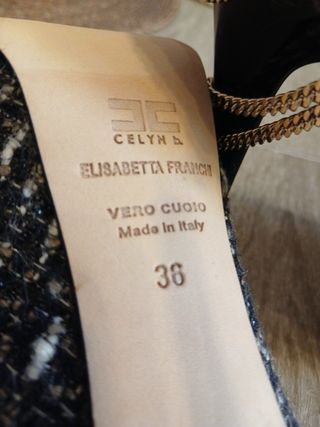 CELYN b.
ELISABETTA FRANCHI
VERO CUOIO
Made in Italy
36